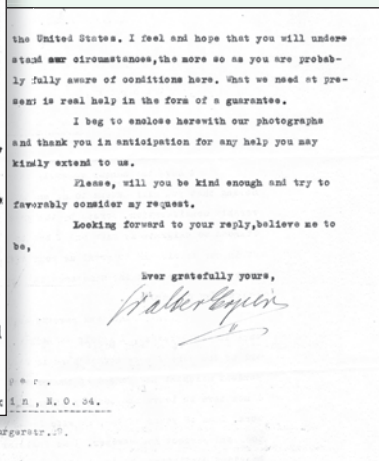 the United States. I feel and hope that you will unders
stand our circumstances,the more so as you are probab-
ly fully aware of conditions here. What we need at pre-
sent is real help in the form of a guarantee.
I beg to enclose herewith our photographs
and thank you in anticipation for any help you may
kindly extend to us.
Please, will you be kind enough and try to
favorably consider my request.
Looking forward to your reply,believe me to
be,
Ever gratefully yours,
Walter
in, N.O. 34.